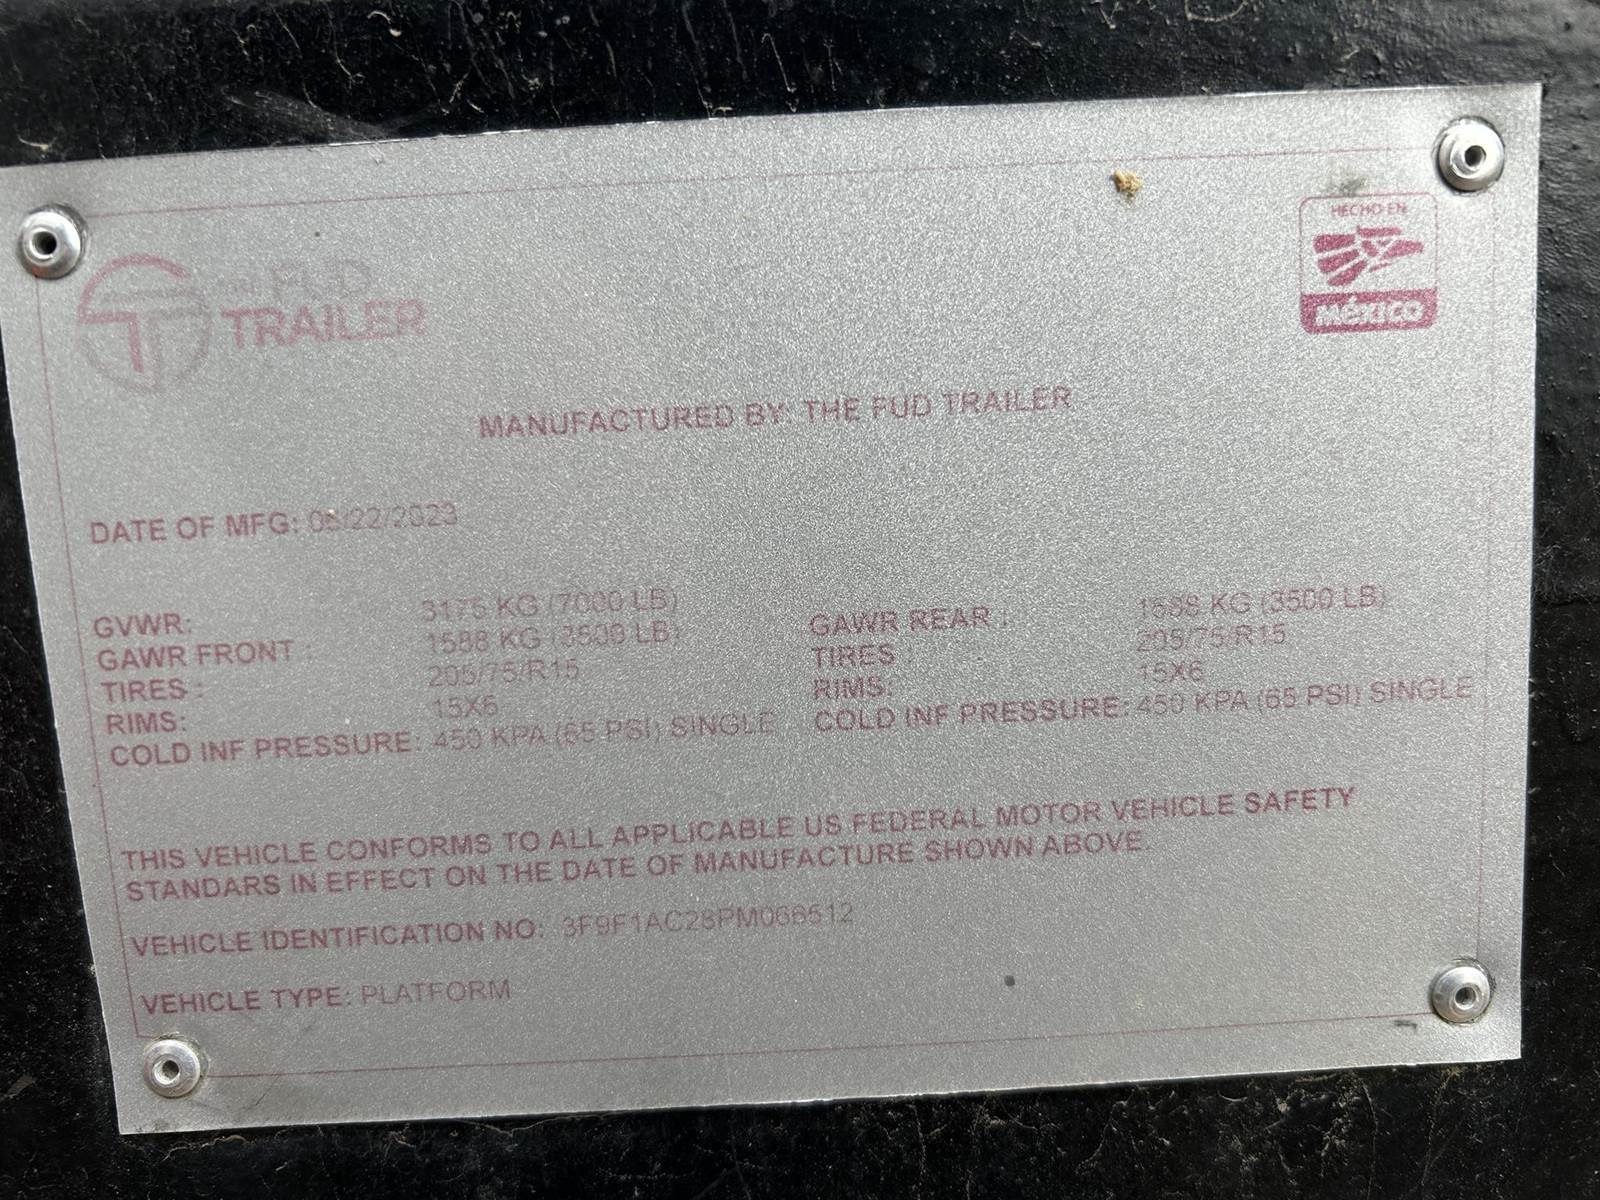 FUD
TRAILER
HECHO EN
MÉXICO
MANUFACTURED BY: THE FUD TRAILER
DATE OF MFG: 05/22/2023
GVWR: 3175 KG (7000 LB)
GAWR FRONT : 1588 KG (3500 LB)
TIRES : 205/75/R15
RIMS: 15X6
COLD INF PRESSURE: 450 KPA (65 PSI) SINGLE
GAWR REAR : 1588 KG (3500 LB)
TIRES : 205/75/R15
RIMS: 15X6
COLD INF PRESSURE: 450 KPA (65 PSI) SINGLE
THIS VEHICLE CONFORMS TO ALL APPLICABLE US FEDERAL MOTOR VEHICLE SAFETY
STANDARS IN EFFECT ON THE DATE OF MANUFACTURE SHOWN ABOVE.
VEHICLE IDENTIFICATION NO: 3F9F1AC28PM066512
VEHICLE TYPE: PLATFORM